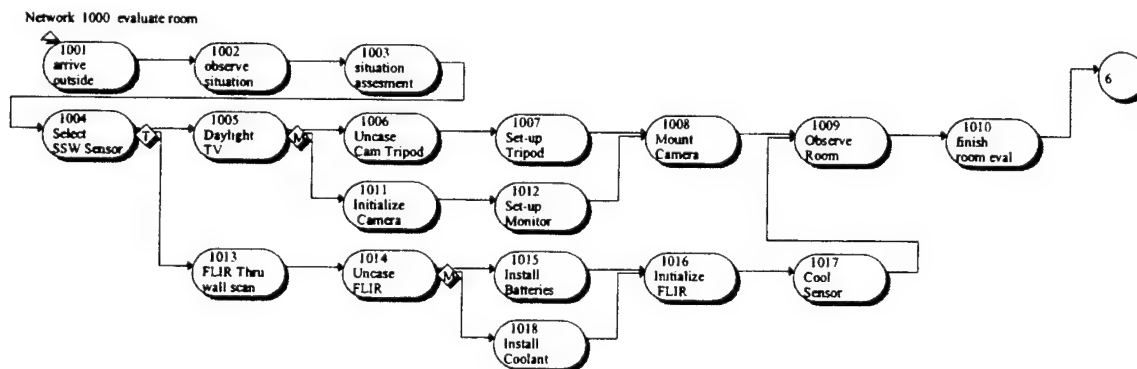 Network 1000 evaluate room
1001
arrive
outside
1002
observe
situation
1003
situation
assesment
6
1004
Select
SSW Sensor
T
1005
Daylight
TV
M
1006
Uncase
Cam Tripod
1007
Set-up
Tripod
1008
Mount
Camera
1009
Observe
Room
1010
finish
room eval
1011
Initialize
Camera
1012
Set-up
Monitor
1013
FLIR Thru
wall scan
1014
Uncase
FLIR
M
1015
Install
Batteries
1016
Initialize
FLIR
1017
Cool
Sensor
1018
Install
Coolant